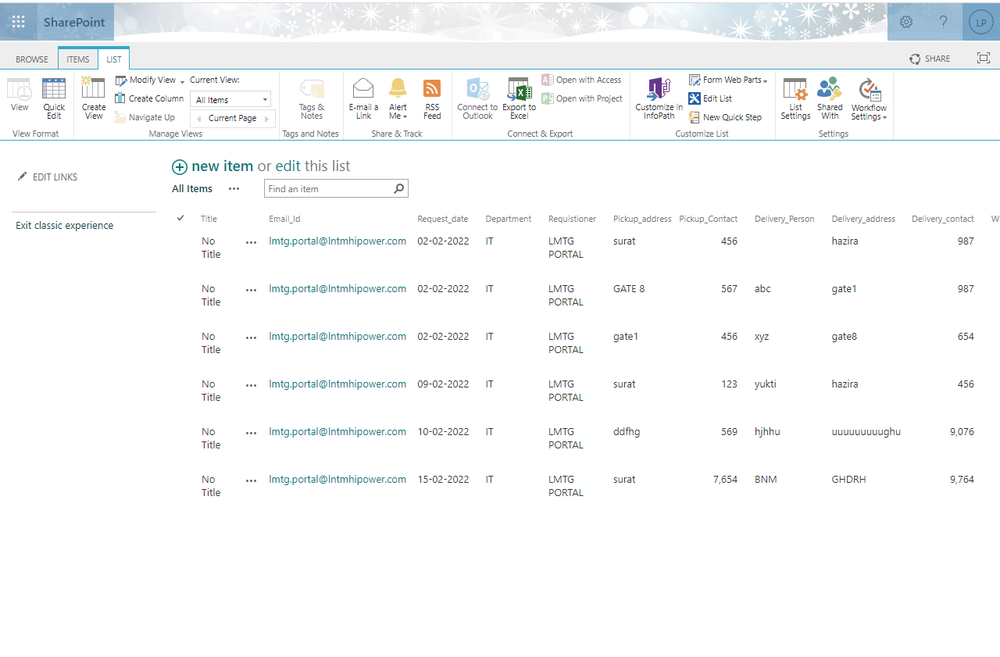 SharePoint
?
LP
BROWSE ITEMS LIST SHARE
View
Quick Edit
View Format
Create View
Modify View
Create Column
Navigate Up
Current View:
All Items
Current Page
Manage Views
Tags & Notes
Tags and Notes
E-mail a Link
Alert Me
RSS Feed
Share & Track
Connect to Outlook
Export to Excel
Open with Access
Open with Project
Connect & Export
Customize in InfoPath
Form Web Parts
Edit List
New Quick Step
Customize List
List Settings
Shared With
Workflow Settings
Settings
EDIT LINKS
Exit classic experience
new item or edit this list
All Items ... Find an item
Title Email_Id Request_date Department Requistioner Pickup_address Pickup_Contact Delivery_Person Delivery_address Delivery_contact W
No Title ... lmtg.portal@lntmhipower.com 02-02-2022 IT LMTG PORTAL surat 456 hazira 987
No Title ... lmtg.portal@lntmhipower.com 02-02-2022 IT LMTG PORTAL GATE 8 567 abc gate1 987
No Title ... lmtg.portal@lntmhipower.com 02-02-2022 IT LMTG PORTAL gate1 456 xyz gate8 654
No Title ... lmtg.portal@lntmhipower.com 09-02-2022 IT LMTG PORTAL surat 123 yukti hazira 456
No Title ... lmtg.portal@lntmhipower.com 10-02-2022 IT LMTG PORTAL ddfhg 569 hjhhu uuuuuuuuughu 9,076
No Title ... lmtg.portal@lntmhipower.com 15-02-2022 IT LMTG PORTAL surat 7,654 BNM GHDRH 9,764